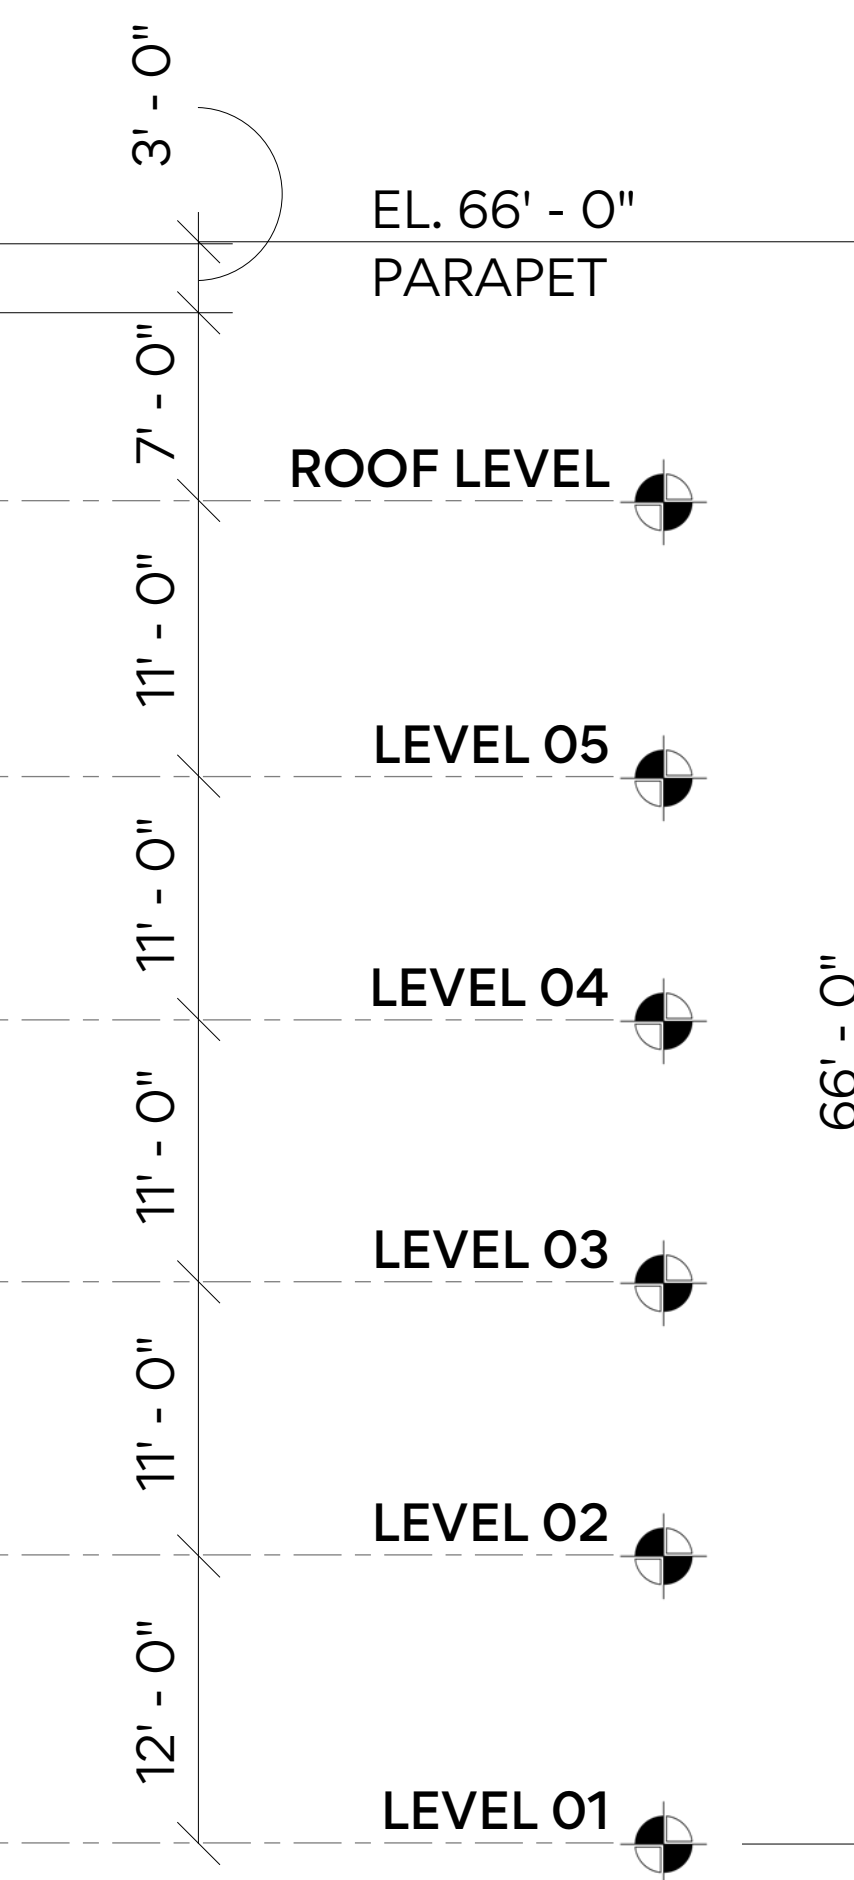 3' - 0"
EL. 66' - 0"
PARAPET
7' - 0"
ROOF LEVEL
11' - 0"
LEVEL 05
11' - 0"
LEVEL 04
66' - 0"
11' - 0"
LEVEL 03
11' - 0"
LEVEL 02
12' - 0"
LEVEL 01